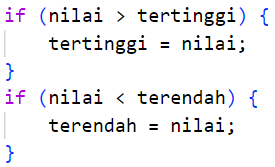 if (nilai > tertinggi) {
    tertinggi = nilai;
}
if (nilai < terendah) {
    terendah = nilai;
}